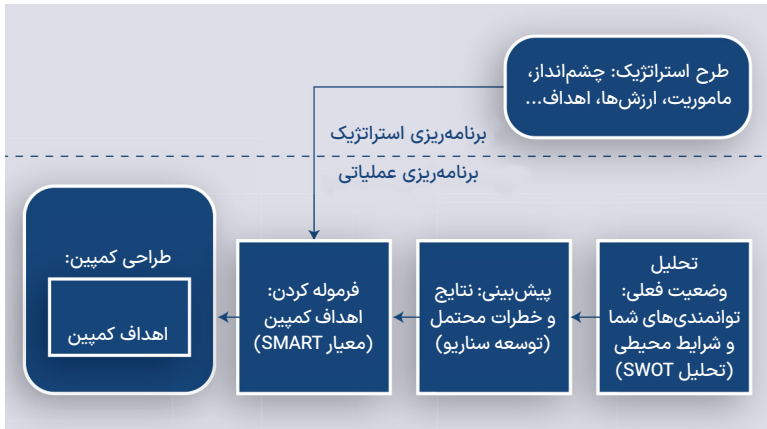 طرح استراتژیک: چشم‌انداز،
ماموریت، ارزش‌ها، اهداف...
برنامه‌ریزی استراتژیک
برنامه‌ریزی عملیاتی
تحلیل
وضعیت فعلی:
توانمندی‌های شما
و شرایط محیطی
(تحلیل SWOT)
پیش‌بینی: نتایج
و خطرات محتمل
(توسعه سناریو)
فرموله کردن:
اهداف کمپین
(معیار SMART)
طراحی کمپین:
اهداف کمپین